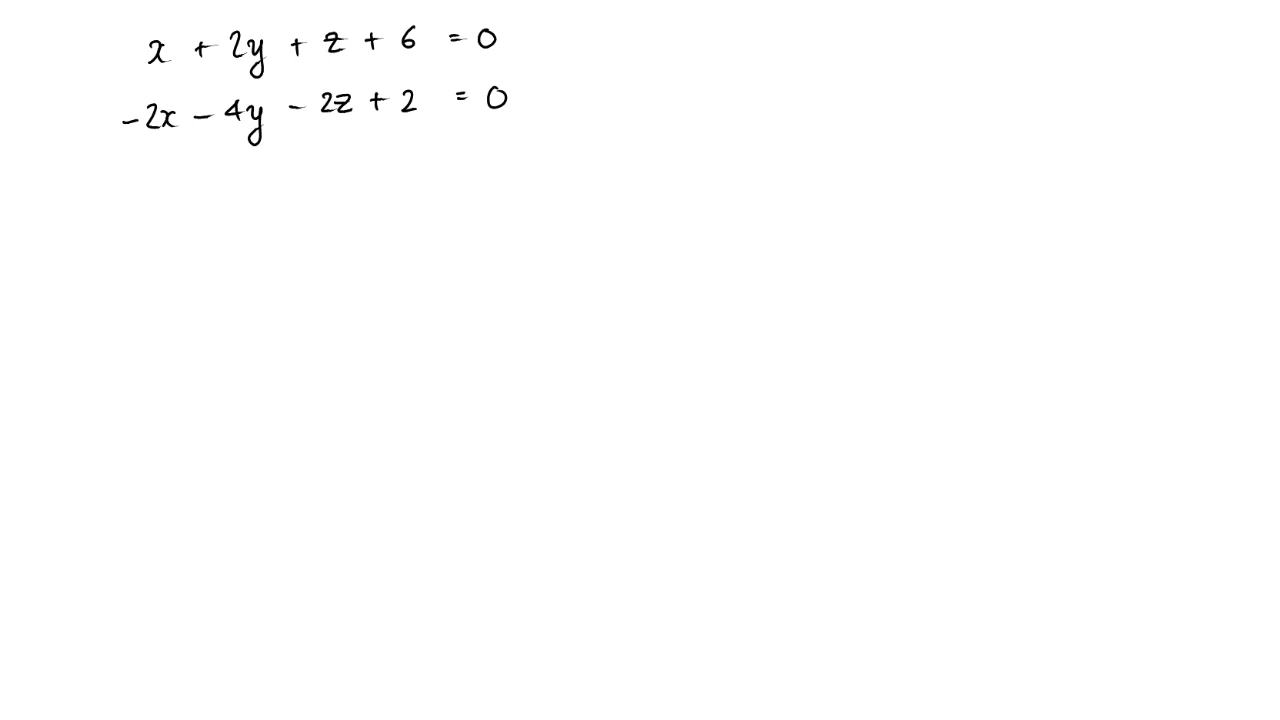 x + 2y + z + 6 = 0
-2x - 4y - 2z + 2 = 0